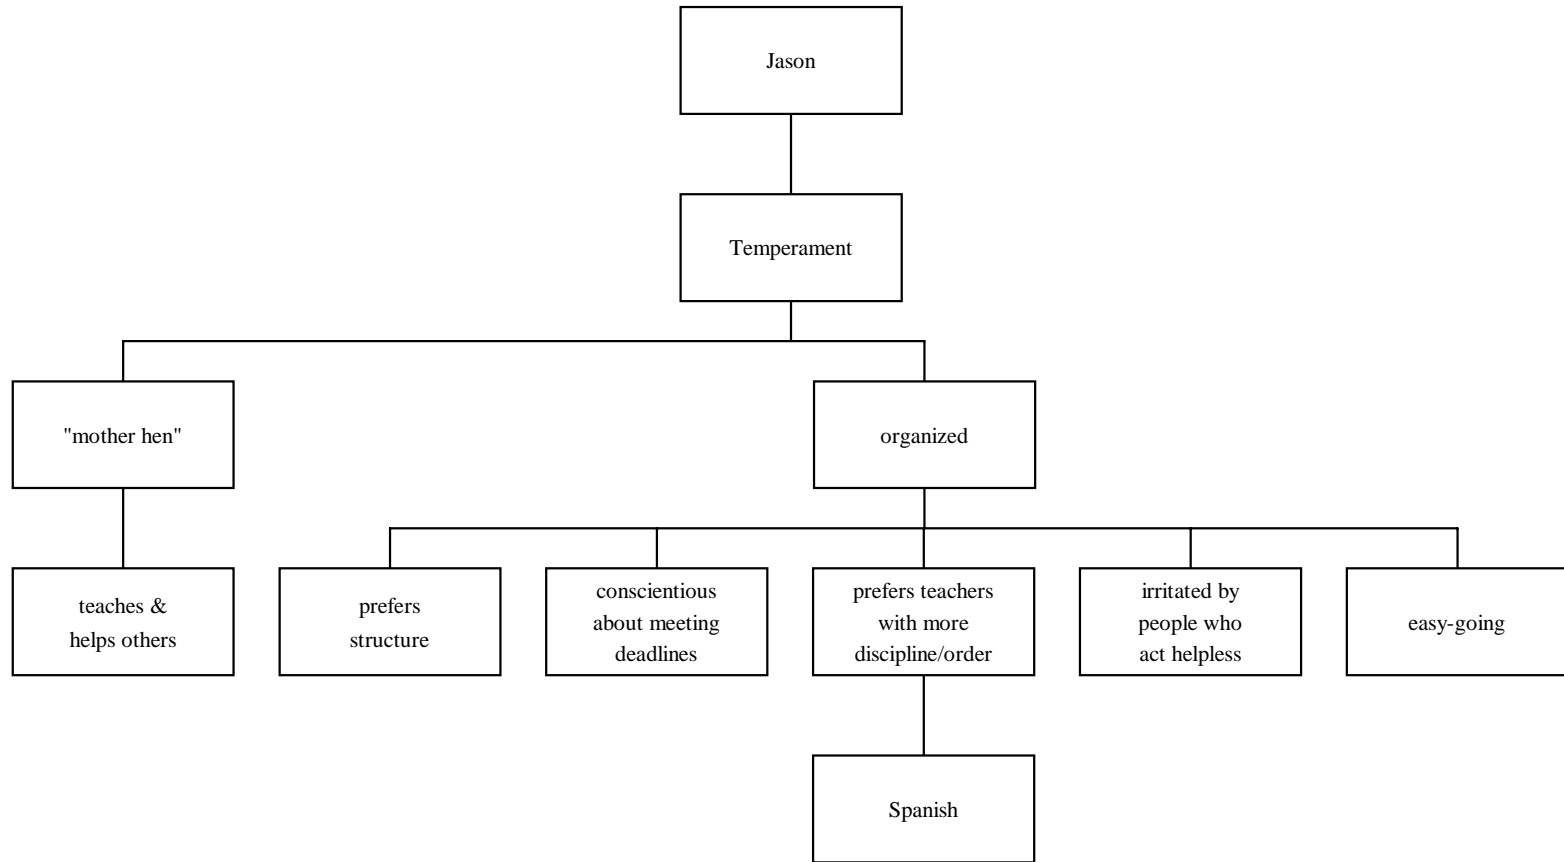 Jason
Temperament
"mother hen"
organized
teaches &
helps others
prefers
structure
conscientious
about meeting
deadlines
prefers teachers
with more
discipline/order
irritated by
people who
act helpless
easy-going
Spanish